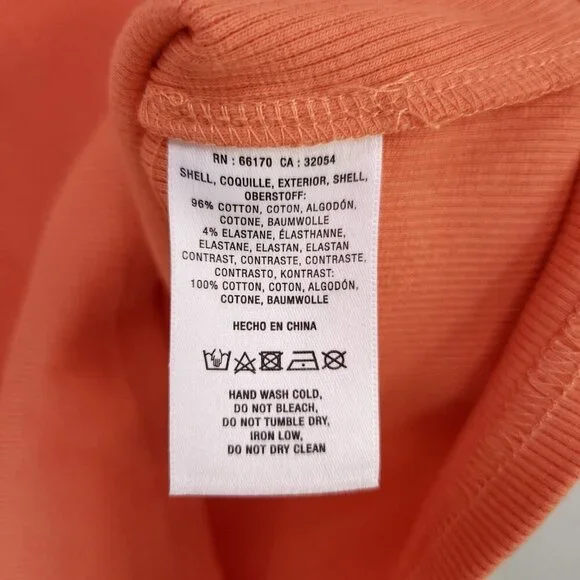 RN : 66170 CA : 32054
SHELL, COQUILLE, EXTERIOR, SHELL,
OBERSTOFF:
96% COTTON, COTON, ALGODÓN,
COTONE, BAUMWOLLE
4% ELASTANE, ÉLASTHANNE,
ELASTANE, ELASTAN, ELASTAN
CONTRAST, CONTRASTE, CONTRASTE,
CONTRASTO, KONTRAST:
100% COTTON, COTON, ALGODÓN,
COTONE, BAUMWOLLE
HECHO EN CHINA
HAND WASH COLD,
DO NOT BLEACH,
DO NOT TUMBLE DRY,
IRON LOW,
DO NOT DRY CLEAN